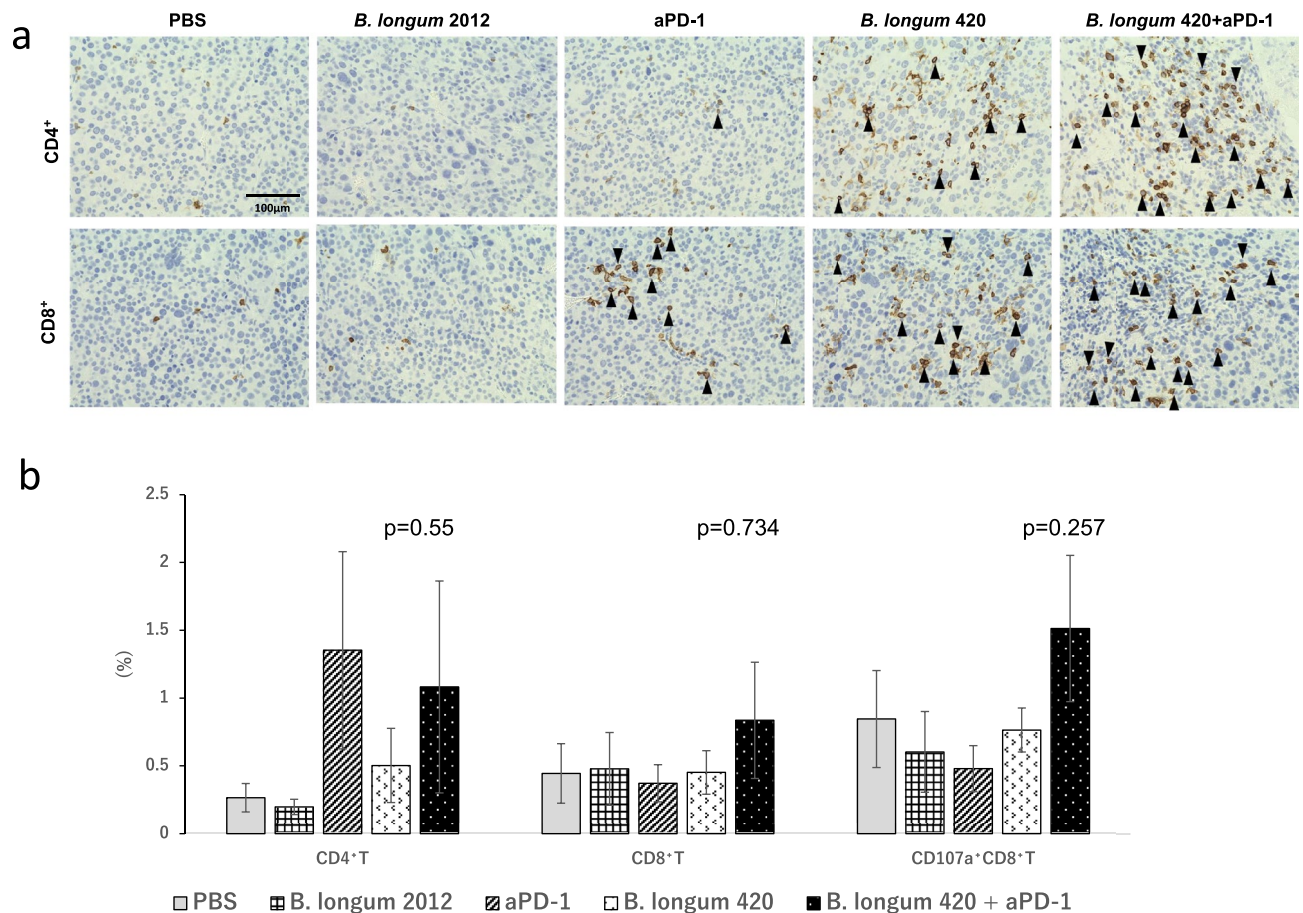 a
PBS
B. longum 2012
aPD-1
B. longum 420
B. longum 420+aPD-1
CD4⁺
100μm
CD8⁺
b
(%)
2.5
2
1.5
1
0.5
0
p=0.55
p=0.734
p=0.257
CD4⁺T
CD8⁺T
CD107a⁺CD8⁺T
PBS
B. longum 2012
aPD-1
B. longum 420
B. longum 420 + aPD-1